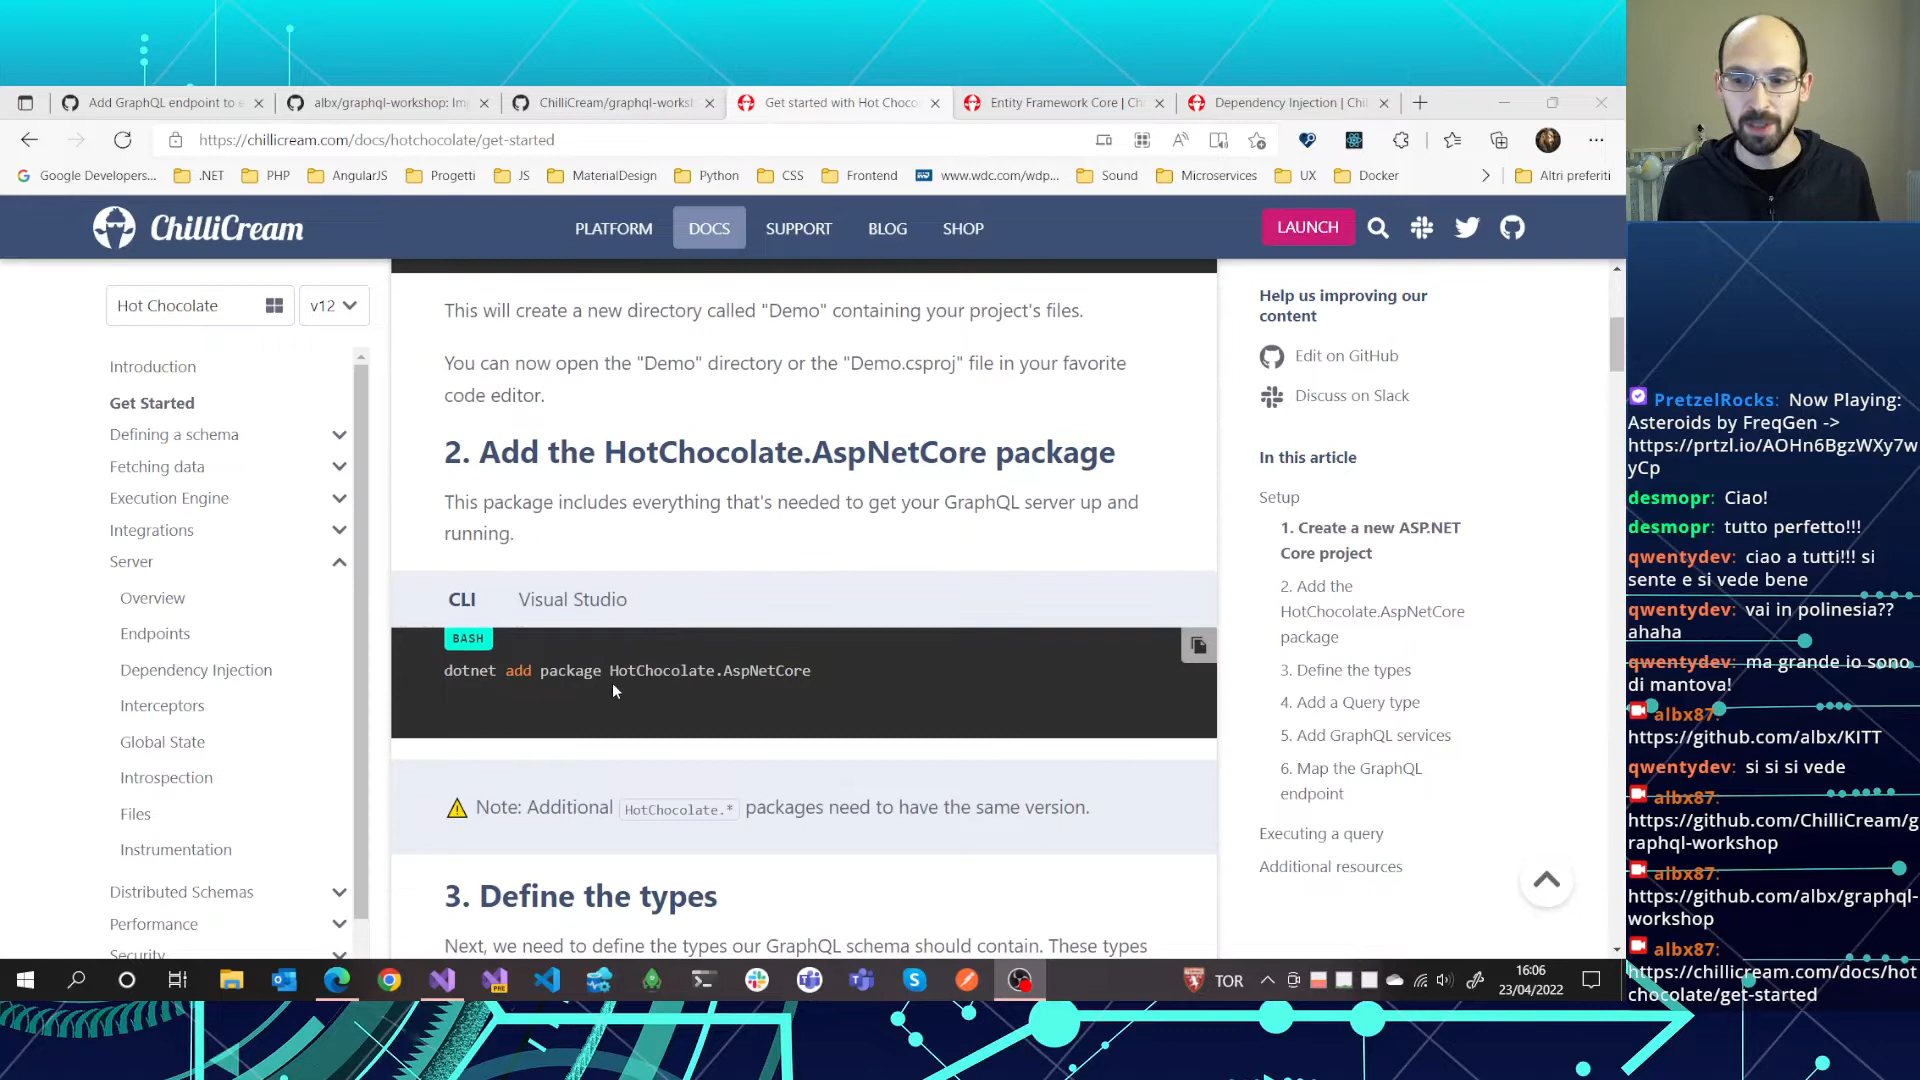 Add GraphQL endpoint to e
albx/graphql-workshop: Im
ChilliCream/graphql-works
Get started with Hot Choco
Entity Framework Core | Ch
Dependency Injection | Chil
https://chillicream.com/docs/hotchocolate/get-started
Google Developers...
.NET
PHP
AngularJS
Progetti
JS
MaterialDesign
Python
CSS
Frontend
www.wdc.com/wdp...
Sound
Microservices
UX
Docker
Altri preferiti
ChilliCream
PLATFORM
DOCS
SUPPORT
BLOG
SHOP
LAUNCH
Hot Chocolate
v12
Introduction
Get Started
Defining a schema
Fetching data
Execution Engine
Integrations
Server
Overview
Endpoints
Dependency Injection
Interceptors
Global State
Introspection
Files
Instrumentation
Distributed Schemas
Performance
Security
This will create a new directory called "Demo" containing your project's files.
You can now open the "Demo" directory or the "Demo.csproj" file in your favorite
code editor.
2. Add the HotChocolate.AspNetCore package
This package includes everything that's needed to get your GraphQL server up and
running.
CLI
Visual Studio
BASH
dotnet add package HotChocolate.AspNetCore
Note: Additional HotChocolate.* packages need to have the same version.
3. Define the types
Next, we need to define the types our GraphQL schema should contain. These types
Help us improving our
content
Edit on GitHub
Discuss on Slack
In this article
Setup
1. Create a new ASP.NET
Core project
2. Add the
HotChocolate.AspNetCore
package
3. Define the types
4. Add a Query type
5. Add GraphQL services
6. Map the GraphQL
endpoint
Executing a query
Additional resources
PretzelRocks: Now Playing:
Asteroids by FreqGen ->
https://prtzl.io/AOHn6BgzWXy7w
yCp
desmopr: Ciao!
desmopr: tutto perfetto!!!
qwentydev: ciao a tutti!!! si
sente e si vede bene
qwentydev: vai in polinesia??
ahaha
qwentydev: ma grande io sono
di mantova!
albx87:
https://github.com/albx/KITT
qwentydev: si si si vede
albx87:
https://github.com/ChilliCream/g
raphql-workshop
albx87:
https://github.com/albx/graphql-
workshop
albx87:
https://chillicream.com/docs/hot
chocolate/get-started
PRE
TOR
16:06
23/04/2022